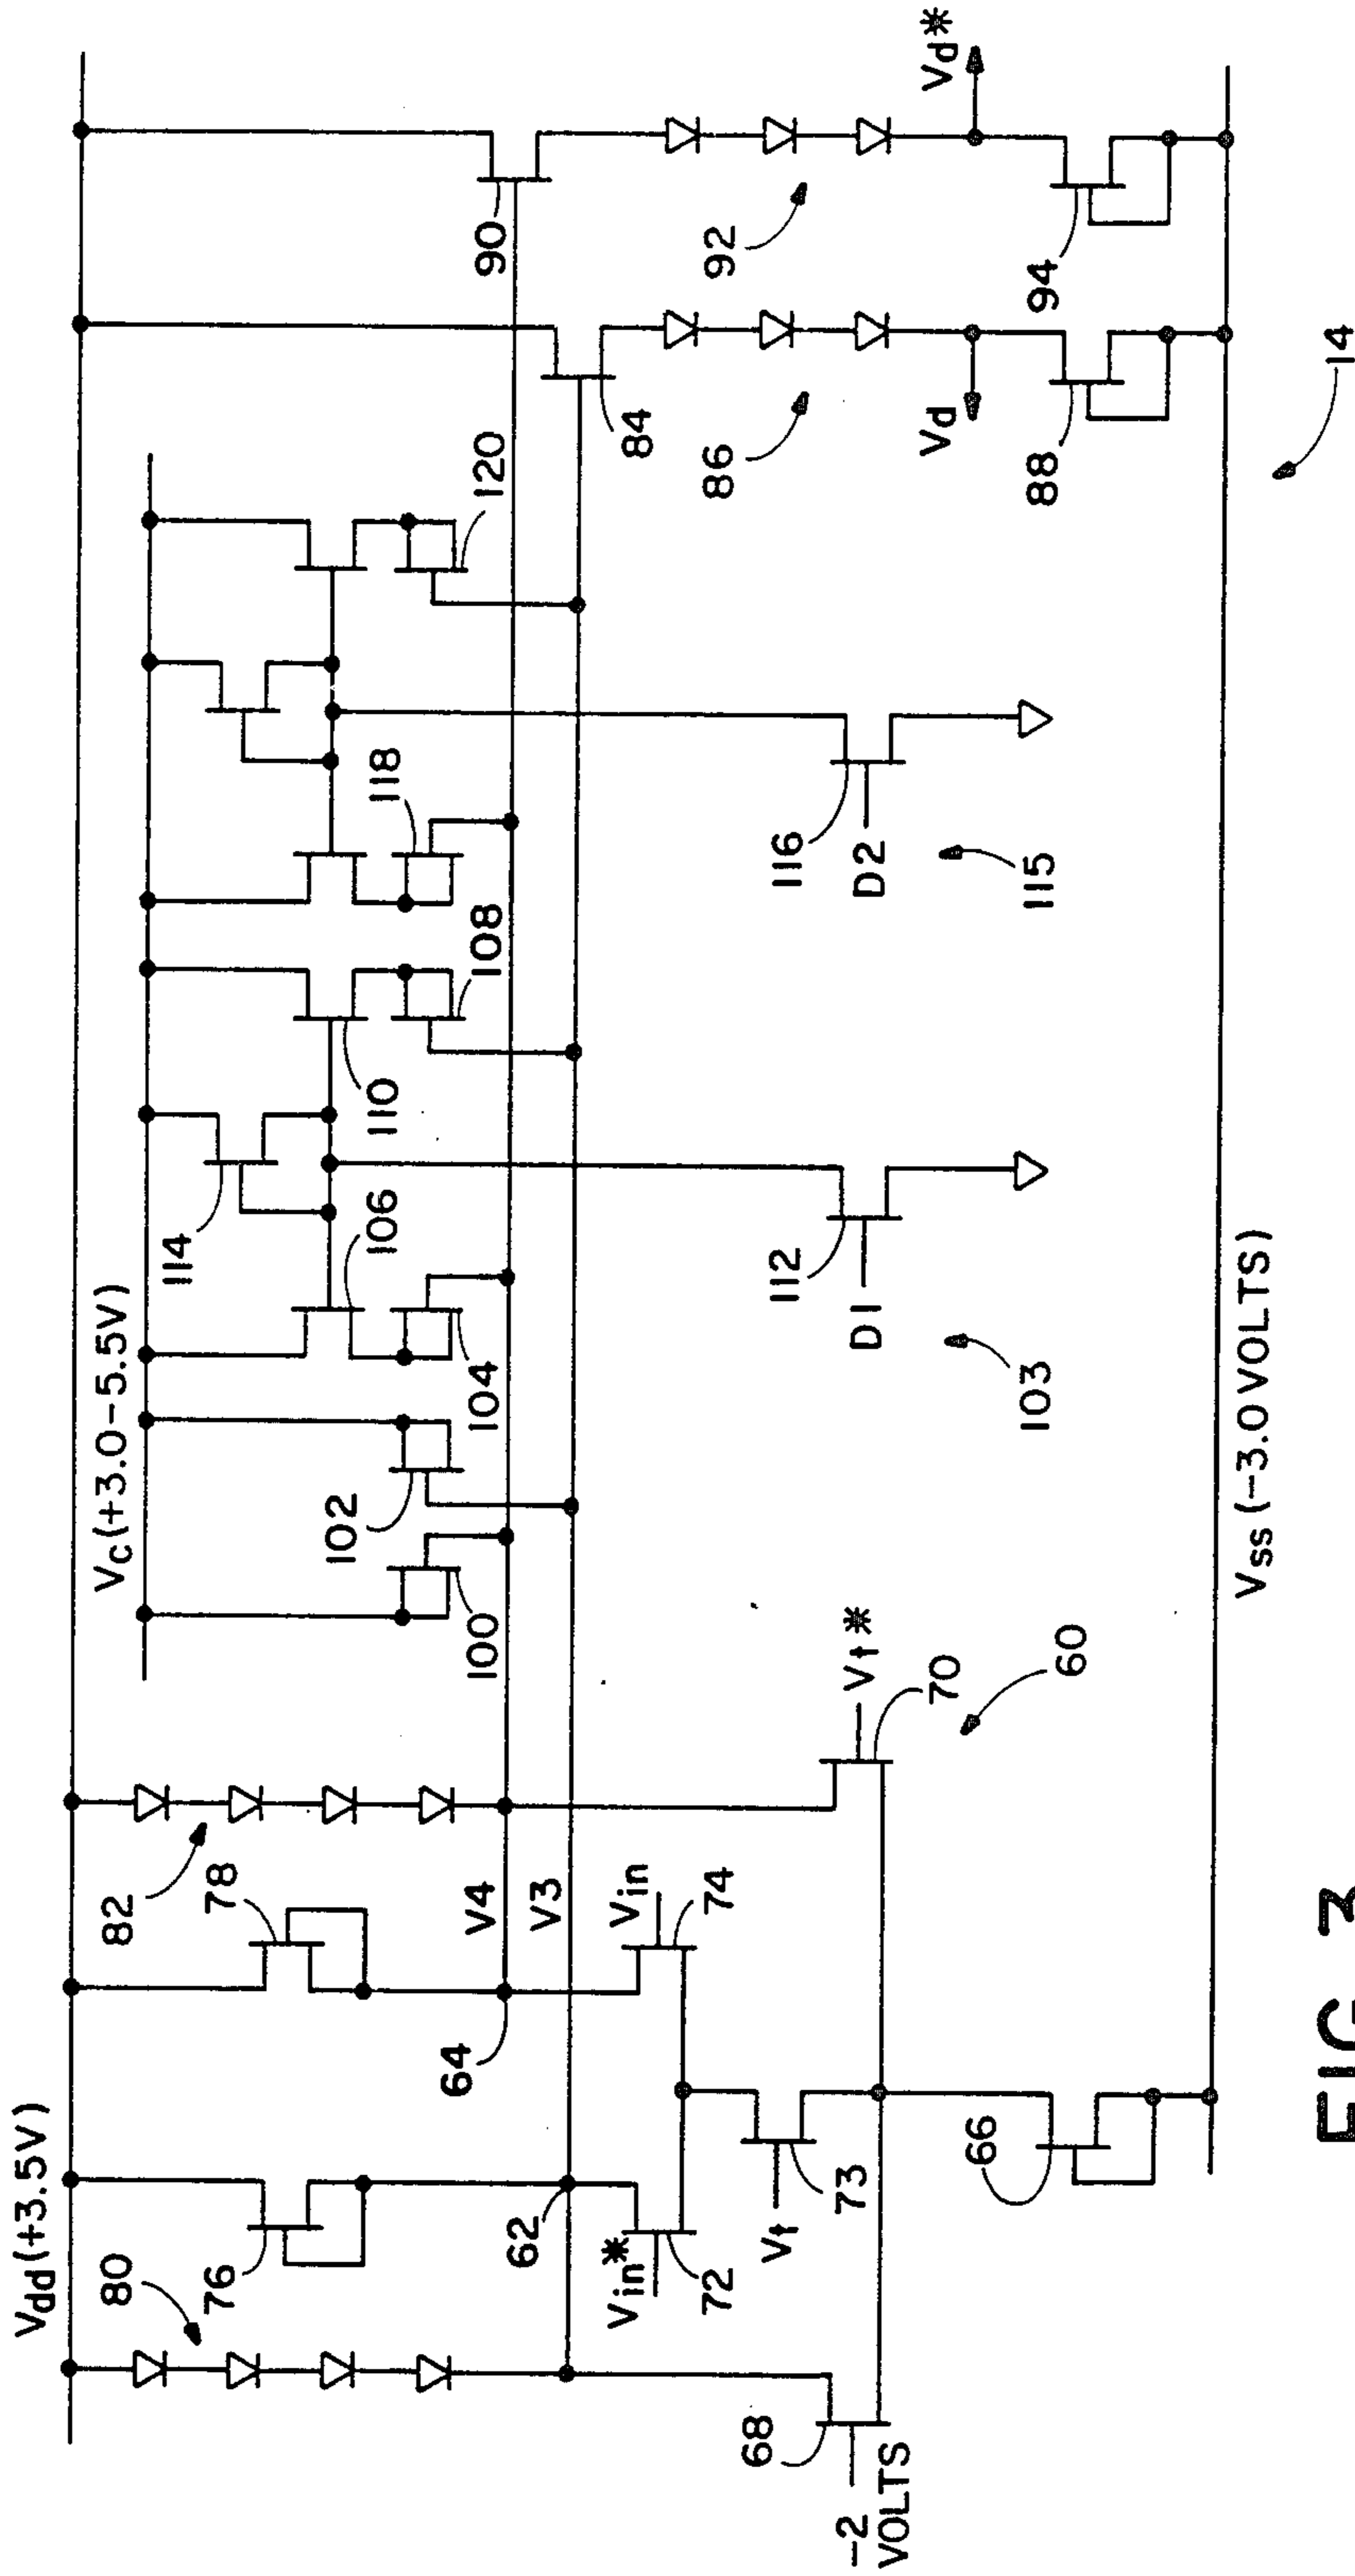 Vdd (+3.5V)
Vc (+3.0-5.5V)
80
76
82
78
V4
V3
64
62
Vin*
72
Vin
74
Vt
73
68
-2
VOLTS
66
Vt*
70
60
100
102
104
106
114
110
108
118
120
D1
112
103
D2
116
115
90
84
86
92
Vd
Vd*
88
94
Vss (-3.0 VOLTS)
14
FIG. 3